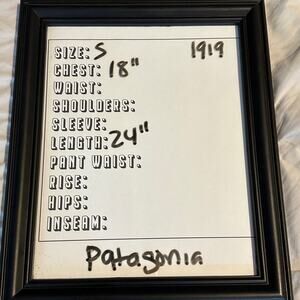 SIZE: S 1919
CHEST: 18"
WAIST:
SHOULDERS:
SLEEVE:
LENGTH: 24"
PANT WAIST:
RISE:
HIPS:
INSEAM:
Patagonia